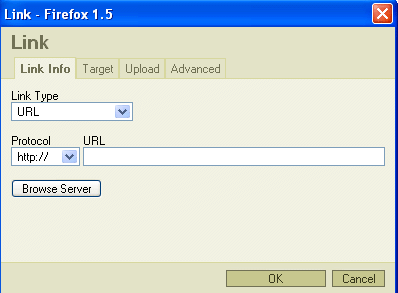 Link - Firefox 1.5
Link
Link Info Target Upload Advanced
Link Type
URL
Protocol URL
http://
Browse Server
OK Cancel